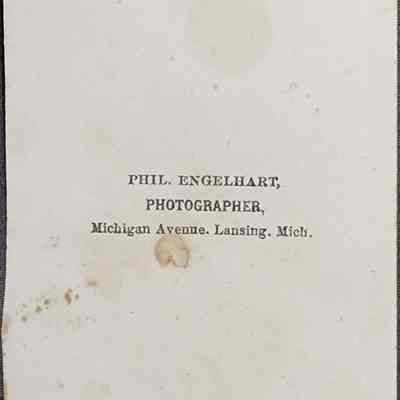 PHIL. ENGELHART,
PHOTOGRAPHER,
Michigan Avenue. Lansing. Mich.